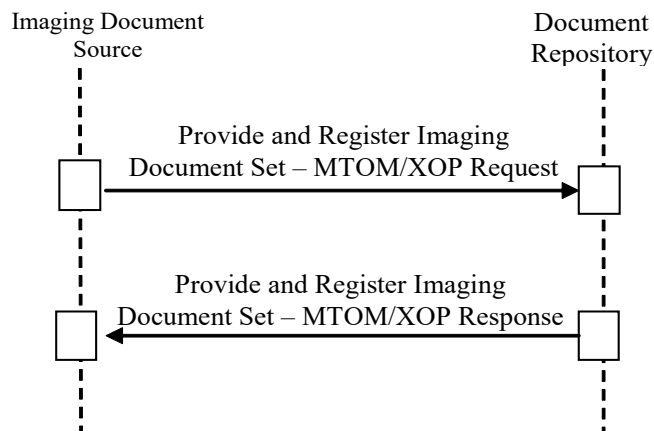 Imaging Document
Source
Document
Repository
Provide and Register Imaging
Document Set – MTOM/XOP Request
Provide and Register Imaging
Document Set – MTOM/XOP Response